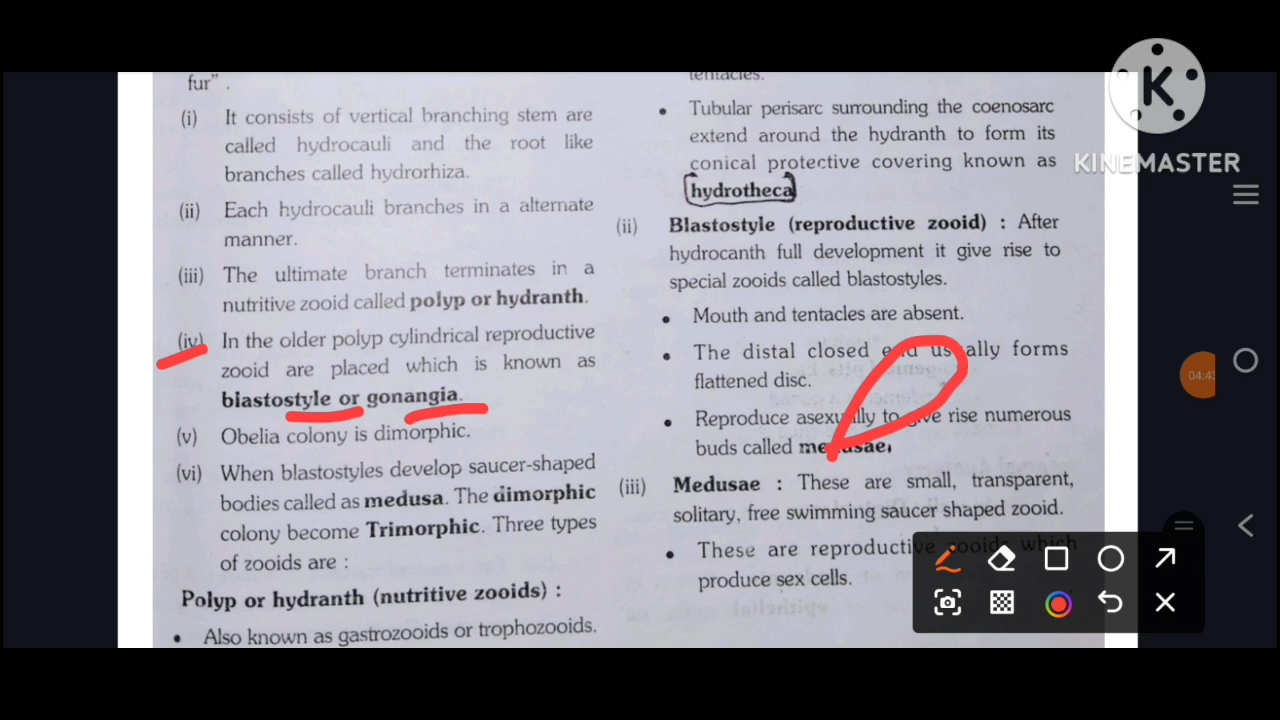 fur" .
(i) It consists of vertical branching stem are
called hydrocauli and the root like
branches called hydrorhiza.
(ii) Each hydrocauli branches in a alternate
manner.
(iii) The ultimate branch terminates in a
nutritive zooid called polyp or hydranth.
(iv) In the older polyp cylindrical reproductive
zooid are placed which is known as
blastostyle or gonangia.
(v) Obelia colony is dimorphic.
(vi) When blastostyles develop saucer-shaped
bodies called as medusa. The dimorphic
colony become Trimorphic. Three types
of zooids are :
Polyp or hydranth (nutritive zooids) :
• Also known as gastrozooids or trophozooids.
tentacles.
• Tubular perisarc surrounding the coenosarc
extend around the hydranth to form its
conical protective covering known as
hydrotheca
(ii) Blastostyle (reproductive zooid) : After
hydrocanth full development it give rise to
special zooids called blastostyles.
• Mouth and tentacles are absent.
• The distal closed end usually forms
flattened disc.
• Reproduce asexually to give rise numerous
buds called medusae.
(iii) Medusae : These are small, transparent,
solitary, free swimming saucer shaped zooid.
• These are reproductive zooids which
produce sex cells.
K
KINEMASTER
04:43